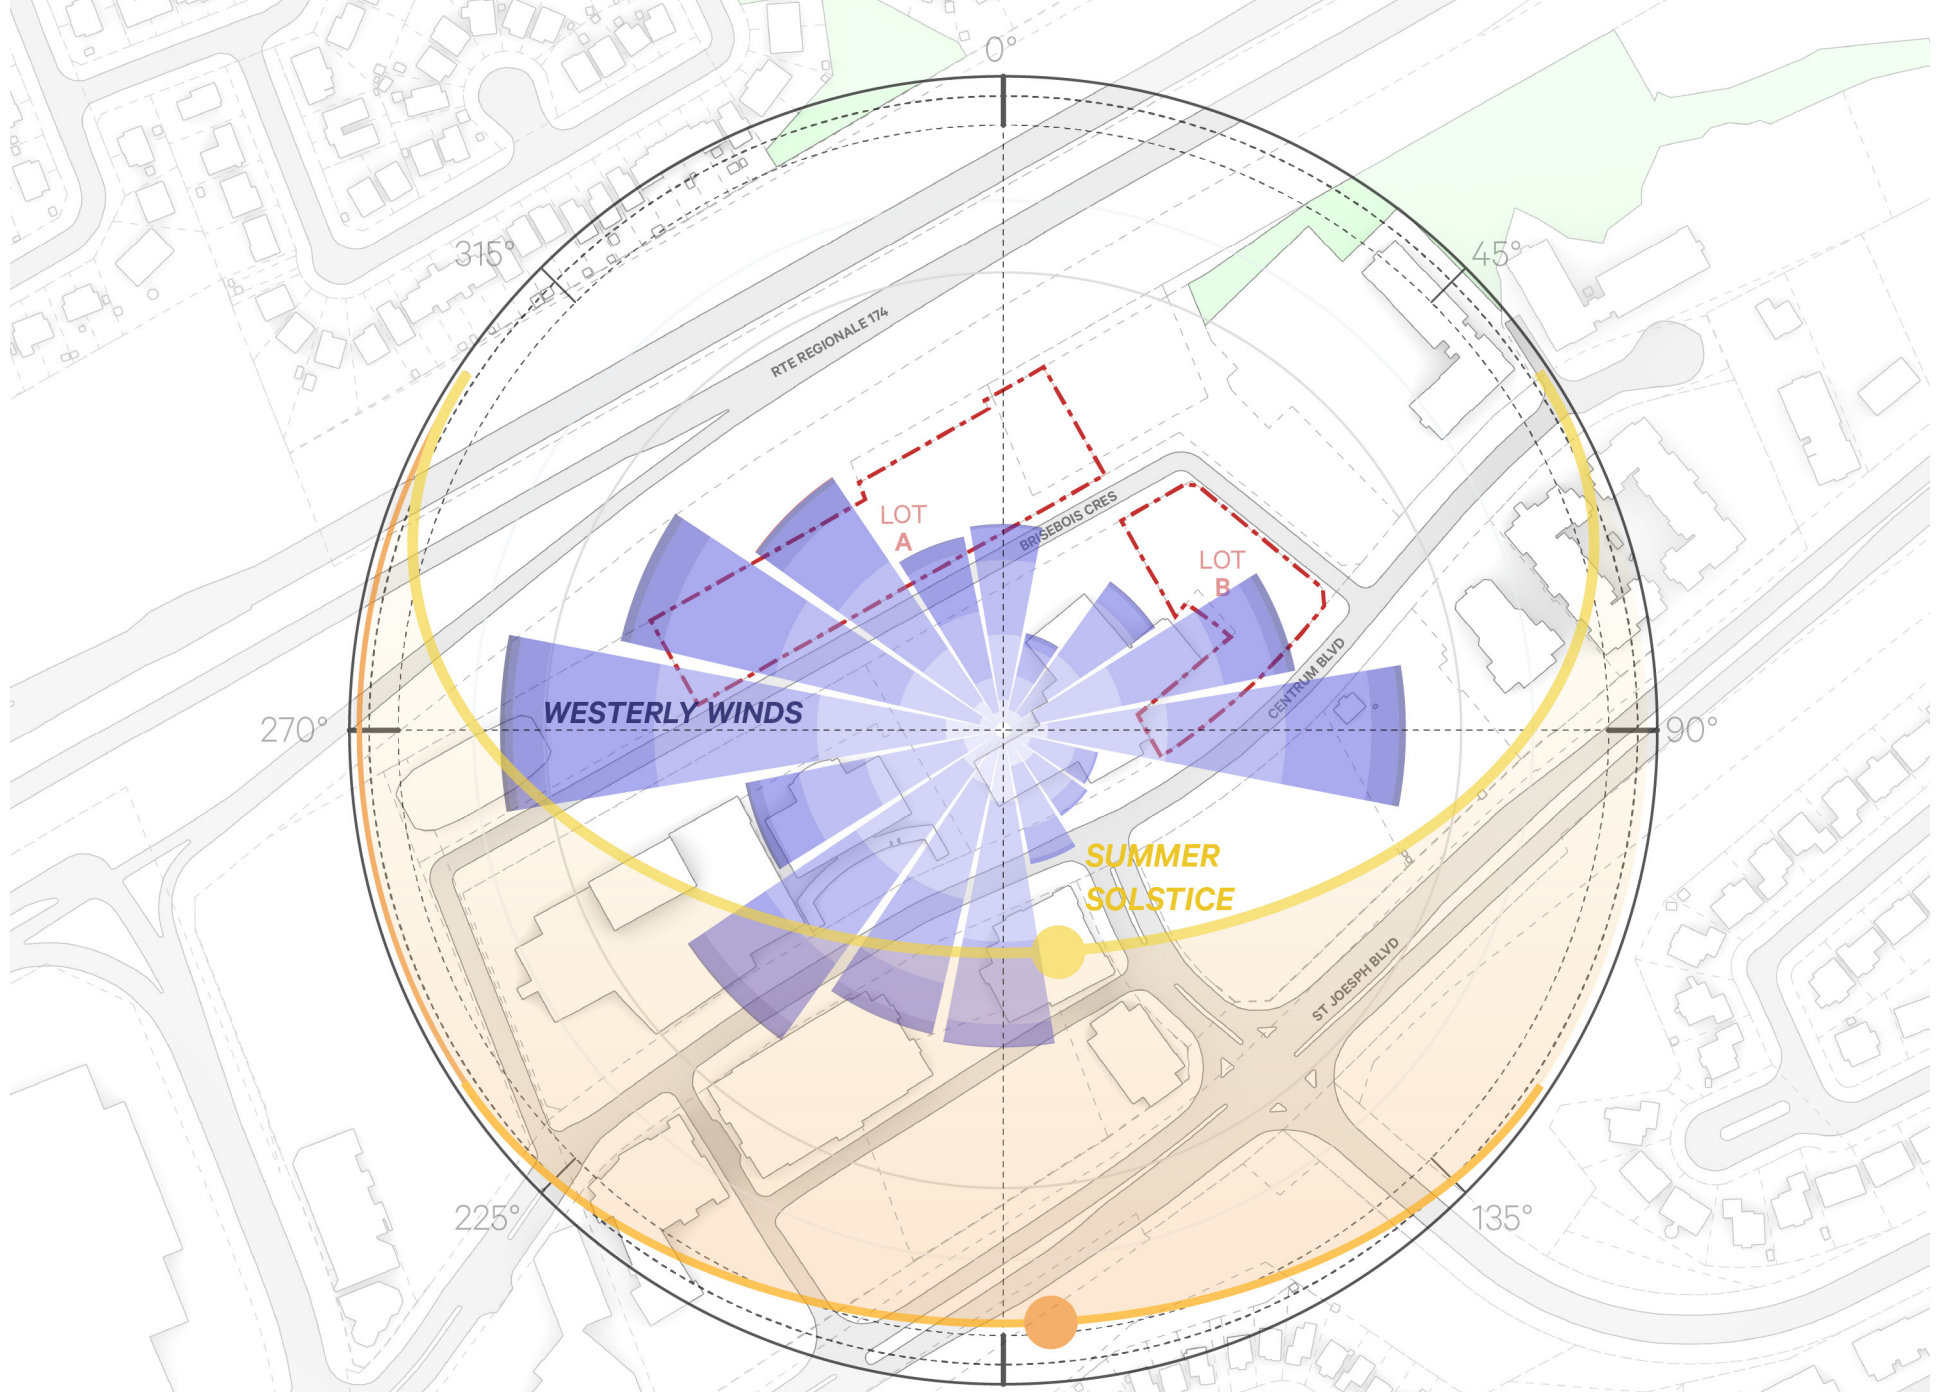 0°
315°
45°
RTE REGIONALE 174
LOT
A
BRISEBOIS CRES
LOT
B
CENTRUM BLVD
WESTERLY WINDS
270°
90°
SUMMER
SOLSTICE
ST JOESPH BLVD
225°
135°